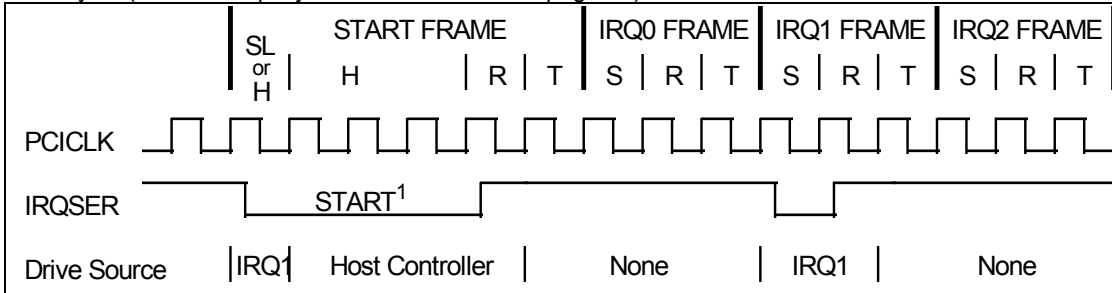 START FRAME IRQ0 FRAME IRQ1 FRAME IRQ2 FRAME
SL
or
H
H R T S R T S R T S R T
PCICLK
IRQSER START1
Drive Source IRQ1 Host Controller None IRQ1 None